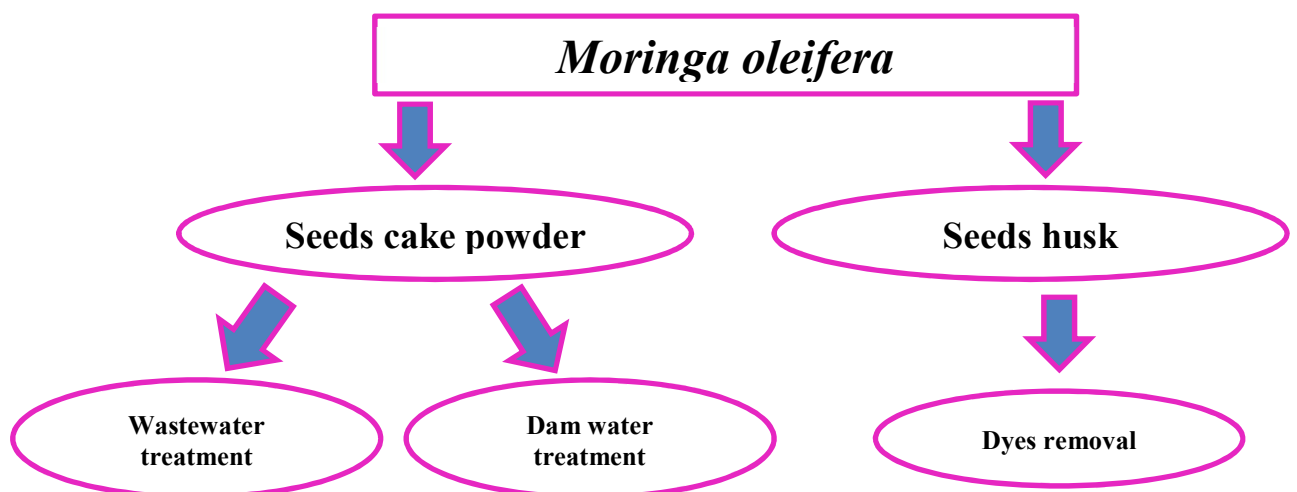 Moringa oleifera
Seeds cake powder
Seeds husk
Wastewater
treatment
Dam water
treatment
Dyes removal